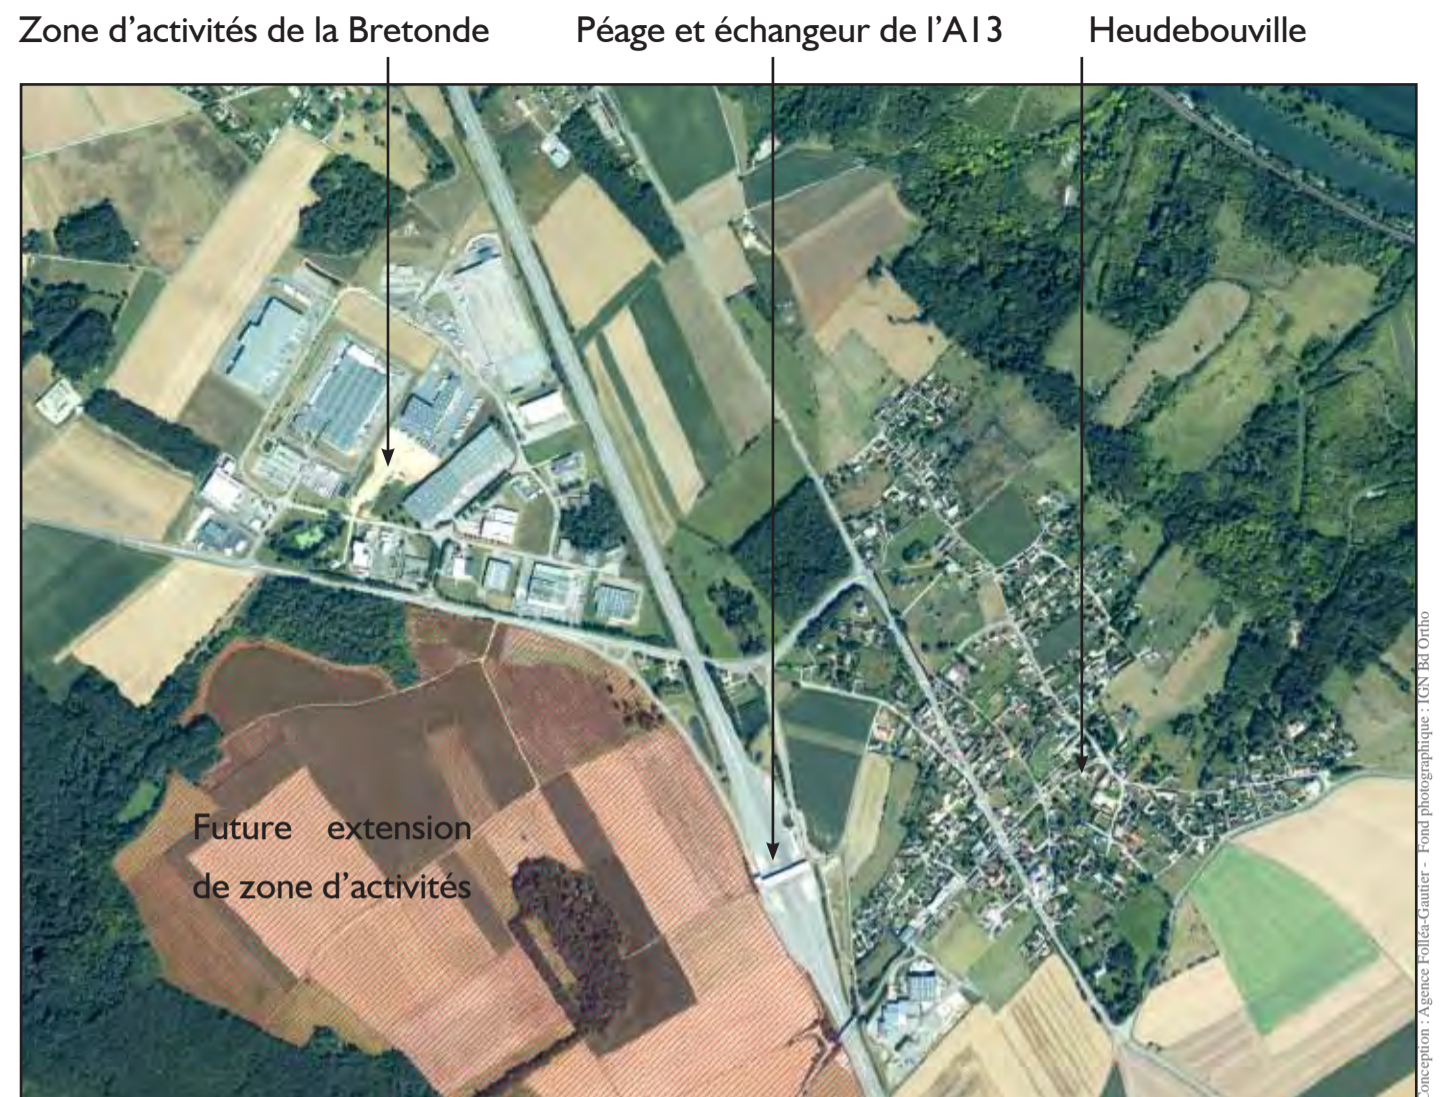 Zone d’activités de la Bretonde
Péage et échangeur de l’A13
Heudebouville
Future extension
de zone d’activités
Conception : Agence Folléa-Gautier - Fond photographique : IGN Bd Ortho